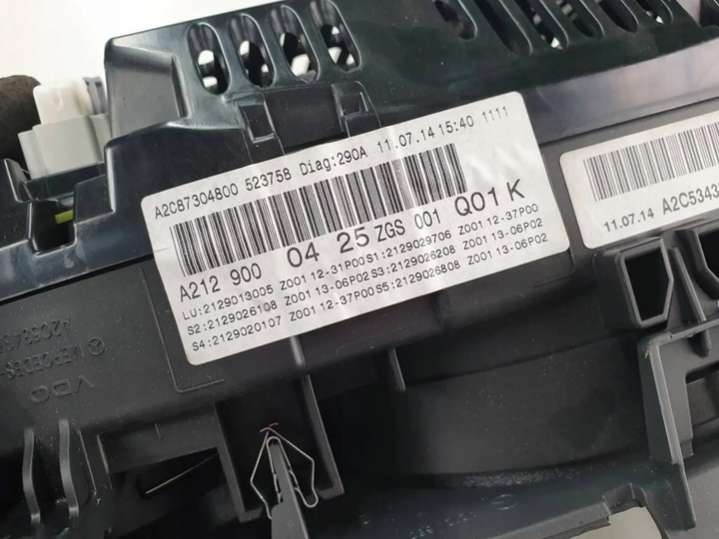 A2C87304800 523758 Diag:290A 11.07.14 15:40 1111
A212 900 04 25 ZGS 001 Q01 K
LU:2129013005 Z001 12-31P00 S1:2129029706 Z001 12-37P00
S2:2129026108 Z001 13-06P02 S3:2129026208 Z001 13-06P02
S4:2129020107 Z001 12-37P00 S5:2129026808 Z001 13-06P02
11.07.14 A2C5343
VDO